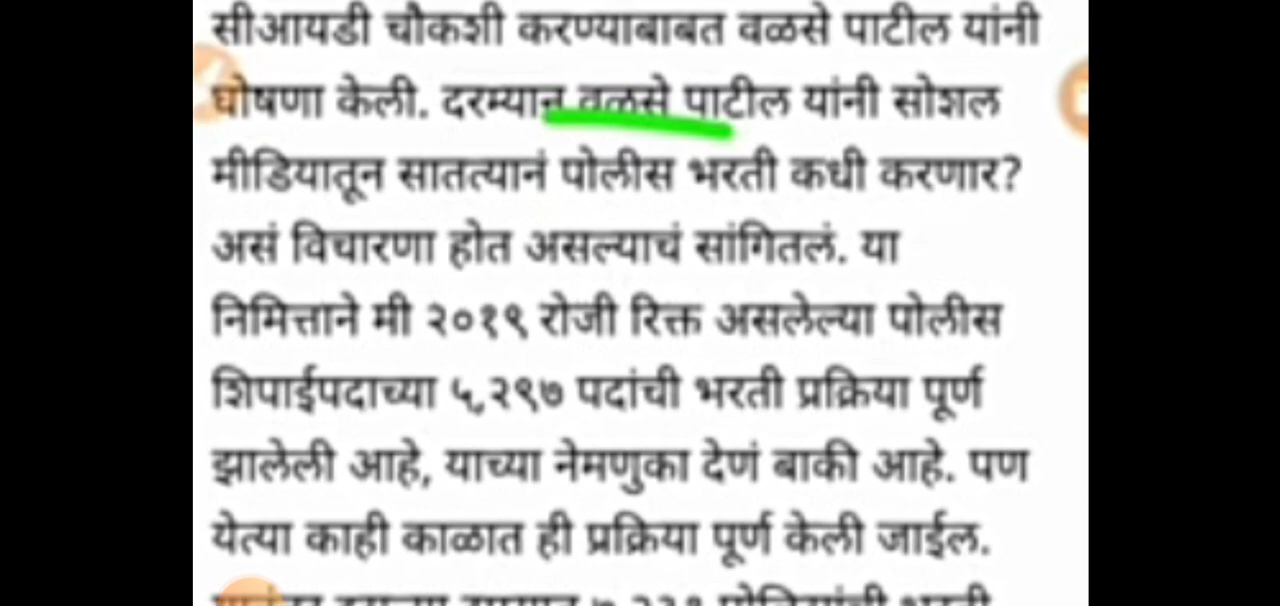 सीआयडी चौकशी करण्याबाबत वळसे पाटील यांनी
घोषणा केली. दरम्यान वळसे पाटील यांनी सोशल
मीडियातून सातत्यानं पोलीस भरती कधी करणार?
असं विचारणा होत असल्याचं सांगितलं. या
निमित्ताने मी २०१९ रोजी रिक्त असलेल्या पोलीस
शिपाईपदाच्या ५,२९७ पदांची भरती प्रक्रिया पूर्ण
झालेली आहे, याच्या नेमणुका देणं बाकी आहे. पण
येत्या काही काळात ही प्रक्रिया पूर्ण केली जाईल.